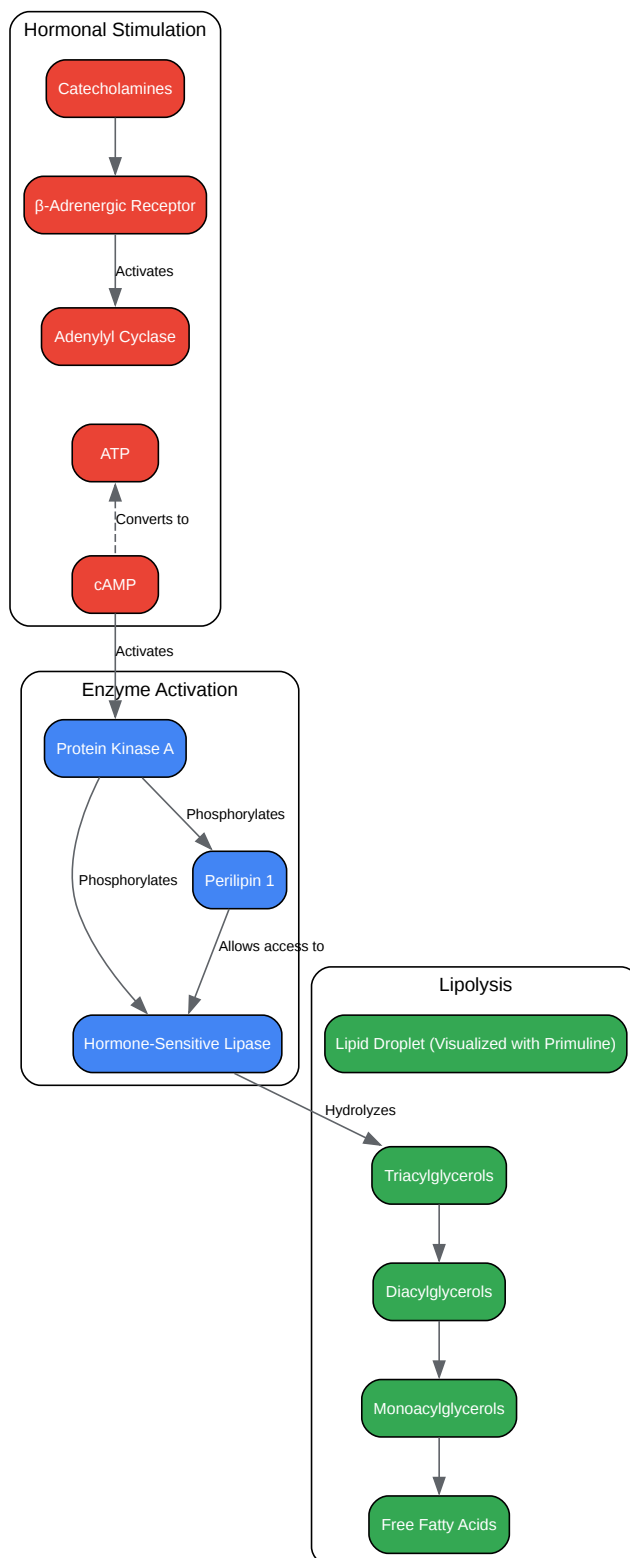 Hormonal Stimulation
Catecholamines
β-Adrenergic Receptor
Activates
Adenylyl Cyclase
ATP
Converts to
cAMP
Activates
Enzyme Activation
Protein Kinase A
Phosphorylates
Phosphorylates
Perilipin 1
Allows access to
Hormone-Sensitive Lipase
Lipolysis
Lipid Droplet (Visualized with Primuline)
Hydrolyzes
Triacylglycerols
Diacylglycerols
Monoacylglycerols
Free Fatty Acids